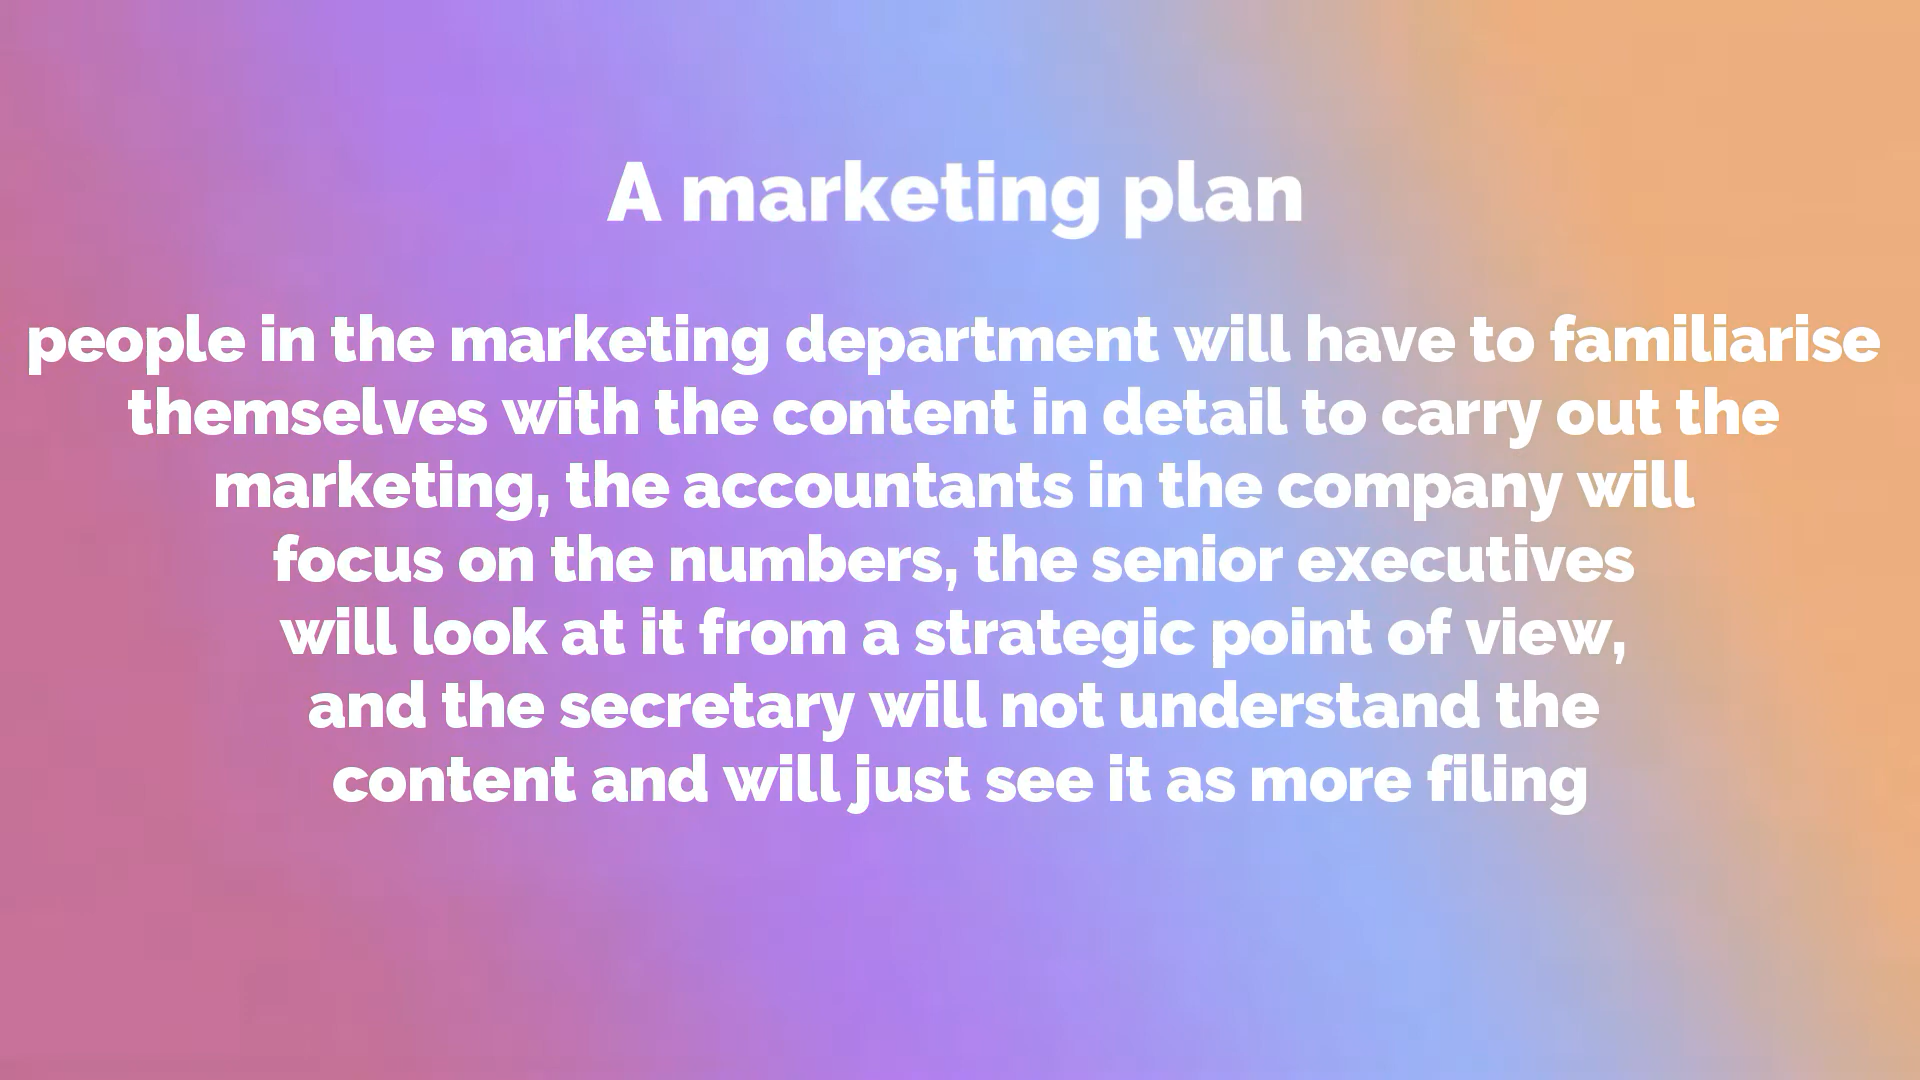 A marketing plan
people in the marketing department will have to familiarise
themselves with the content in detail to carry out the
marketing, the accountants in the company will
focus on the numbers, the senior executives
will look at it from a strategic point of view,
and the secretary will not understand the
content and will just see it as more filing